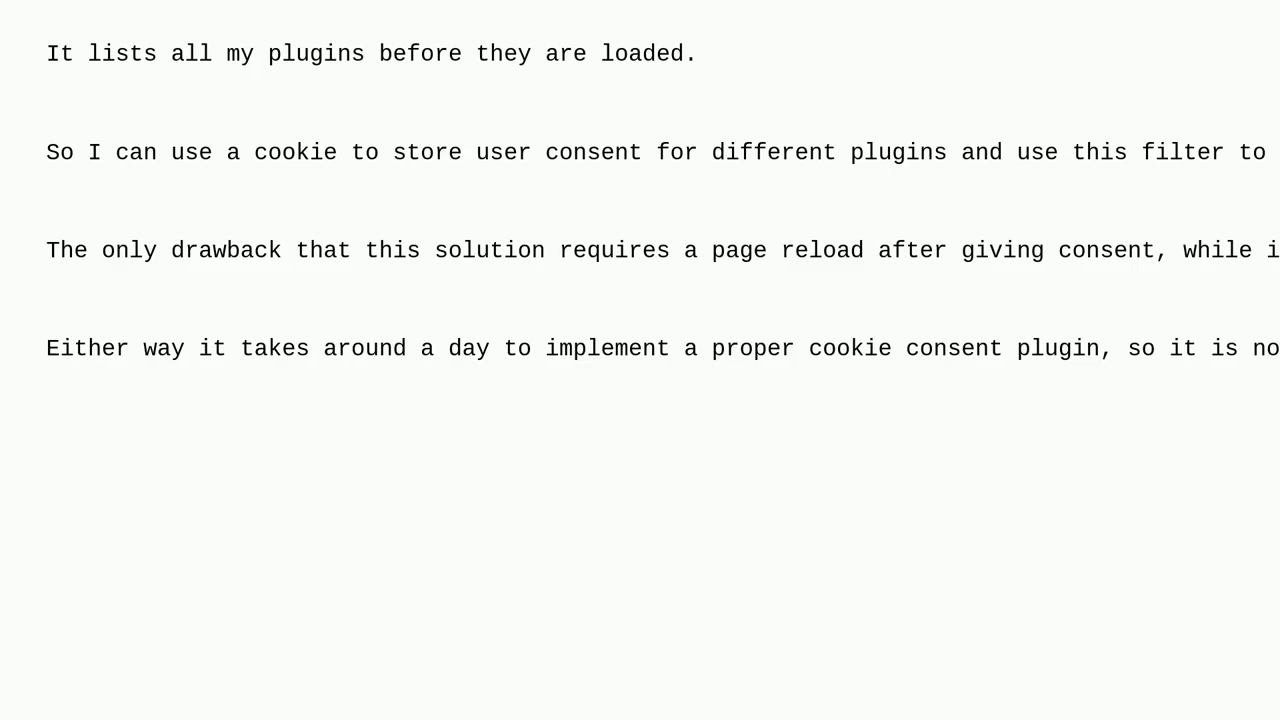 It lists all my plugins before they are loaded.
So I can use a cookie to store user consent for different plugins and use this filter to
The only drawback that this solution requires a page reload after giving consent, while i
Either way it takes around a day to implement a proper cookie consent plugin, so it is no